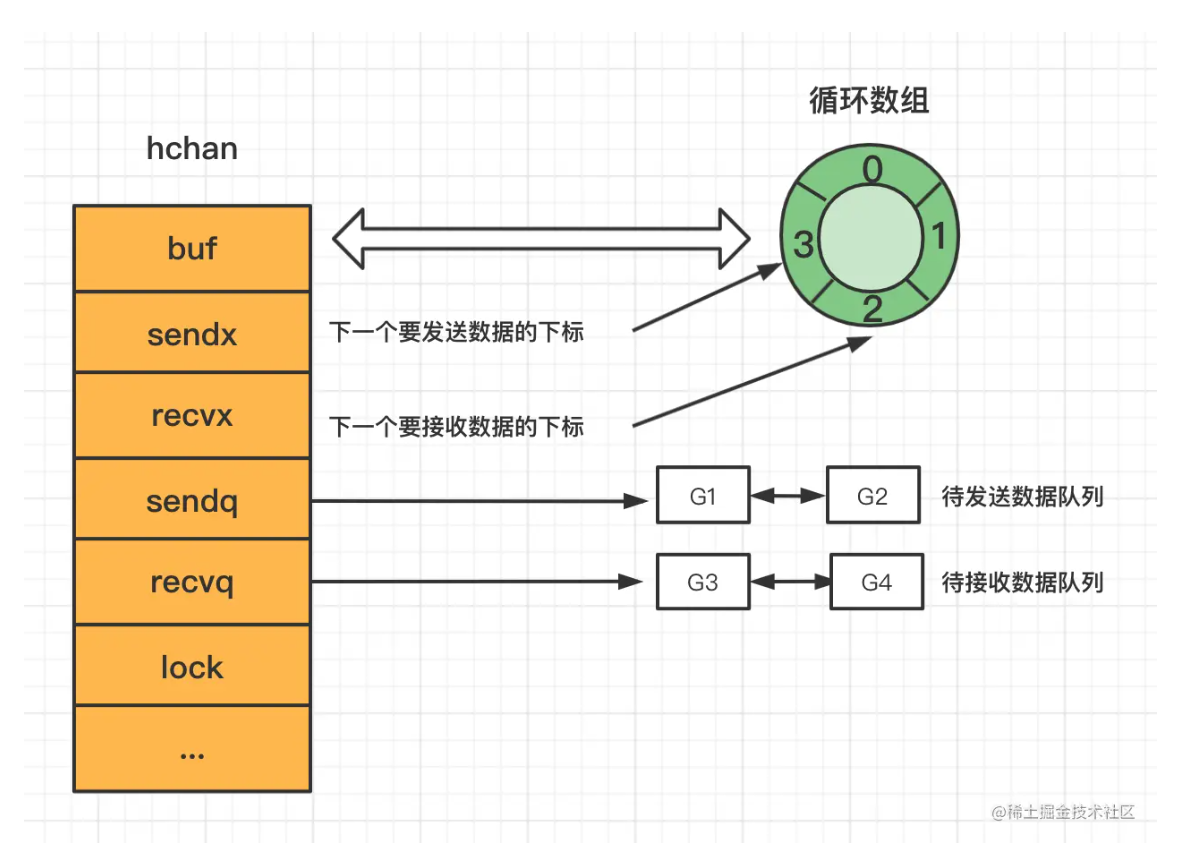 循环数组
hchan
0
buf
3
1
2
sendx
下一个要发送数据的下标
recvx
下一个要接收数据的下标
sendq
G1
G2
待发送数据队列
recvq
G3
G4
待接收数据队列
lock
...
@稀土掘金技术社区